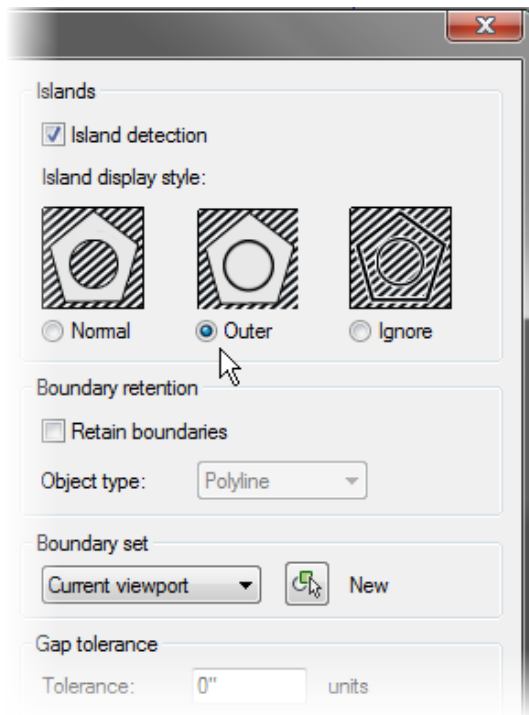 Islands
Island detection
Island display style:
Normal Outer Ignore
Boundary retention
Retain boundaries
Object type: Polyline
Boundary set
Current viewport New
Gap tolerance
Tolerance: 0" units